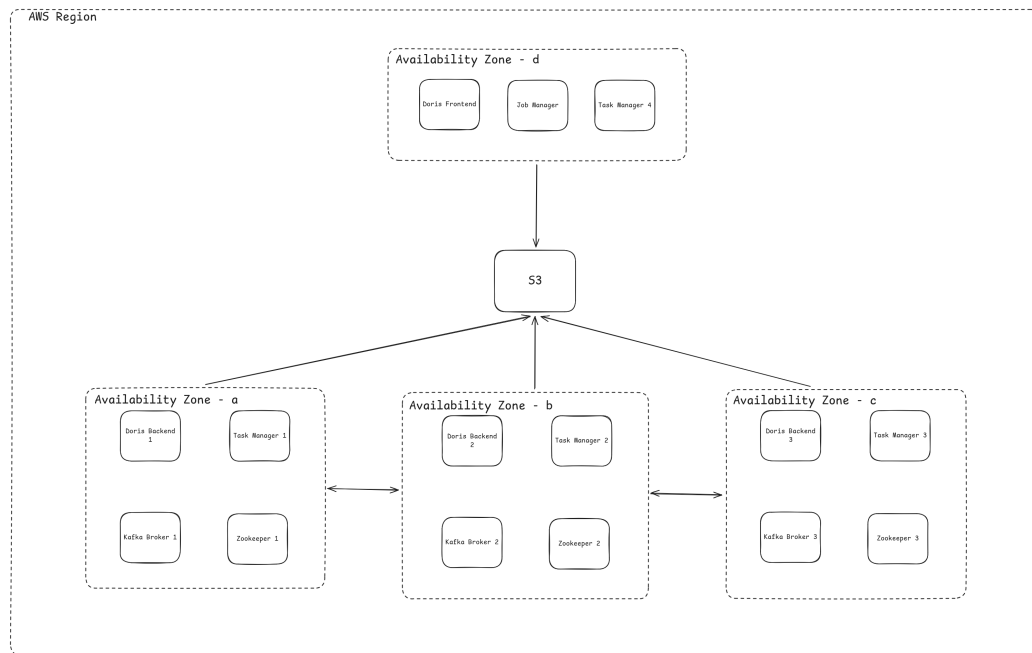 AWS Region
Availability Zone - d
Doris Frontend
Job Manager
Task Manager 4
S3
Availability Zone - a
Doris Backend
1
Task Manager 1
Kafka Broker 1
Zookeeper 1
Availability Zone - b
Doris Backend
2
Task Manager 2
Kafka Broker 2
Zookeeper 2
Availability Zone - c
Doris Backend
3
Task Manager 3
Kafka Broker 3
Zookeeper 3